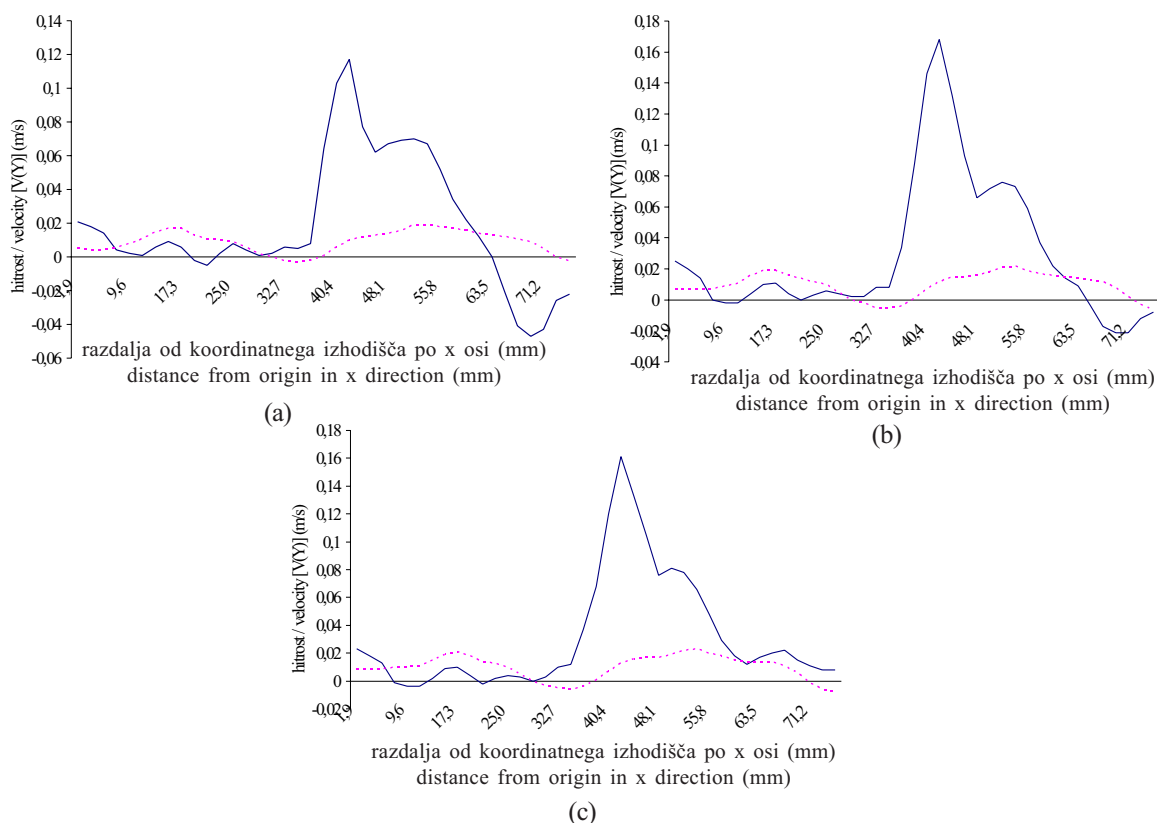 0,14
0,12
0,1
0,08
0,06
0,04
0,02
0
-0,02
-0,04
-0,06
hitrost / velocity [V(Y)] (m/s)
1,9 9,6 17,3 25,0 32,7 40,4 48,1 55,8 63,5 71,2
razdalja od koordinatnega izhodišča po x osi (mm)
distance from origin in x direction (mm)
(a)
0,18
0,16
0,14
0,12
0,1
0,08
0,06
0,04
0,02
0
-0,02
-0,04
hitrost / velocity [V(Y)] (m/s)
1,9 9,6 17,3 25,0 32,7 40,4 48,1 55,8 63,5 71,2
razdalja od koordinatnega izhodišča po x osi (mm)
distance from origin in x direction (mm)
(b)
0,18
0,16
0,14
0,12
0,1
0,08
0,06
0,04
0,02
0
-0,02
hitrost / velocity [V(Y)] (m/s)
1,9 9,6 17,3 25,0 32,7 40,4 48,1 55,8 63,5 71,2
razdalja od koordinatnega izhodišča po x osi (mm)
distance from origin in x direction (mm)
(c)